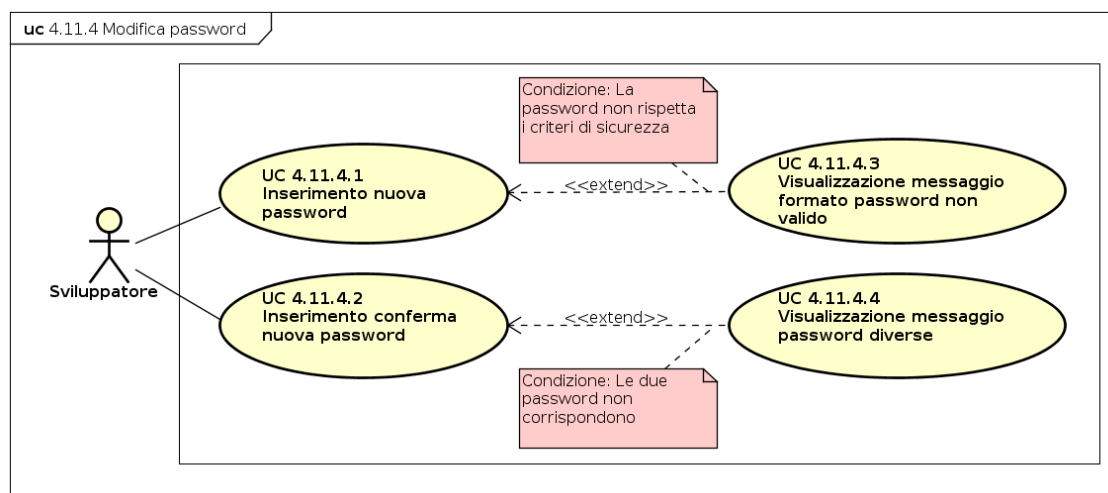 uc 4.11.4 Modifica password
Condizione: La
password non rispetta
i criteri di sicurezza
UC 4.11.4.1
Inserimento nuova
password
<<extend>>
UC 4.11.4.3
Visualizzazione messaggio
formato password non
valido
Sviluppatore
UC 4.11.4.2
Inserimento conferma
nuova password
<<extend>>
UC 4.11.4.4
Visualizzazione messaggio
password diverse
Condizione: Le due
password non
corrispondono